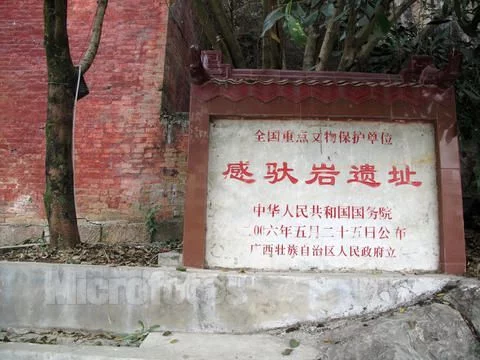 全国重点文物保护单位
感驮岩遗址
中华人民共和国国务院
二00六年五月二十五日公布
广西壮族自治区人民政府立
Microfotos